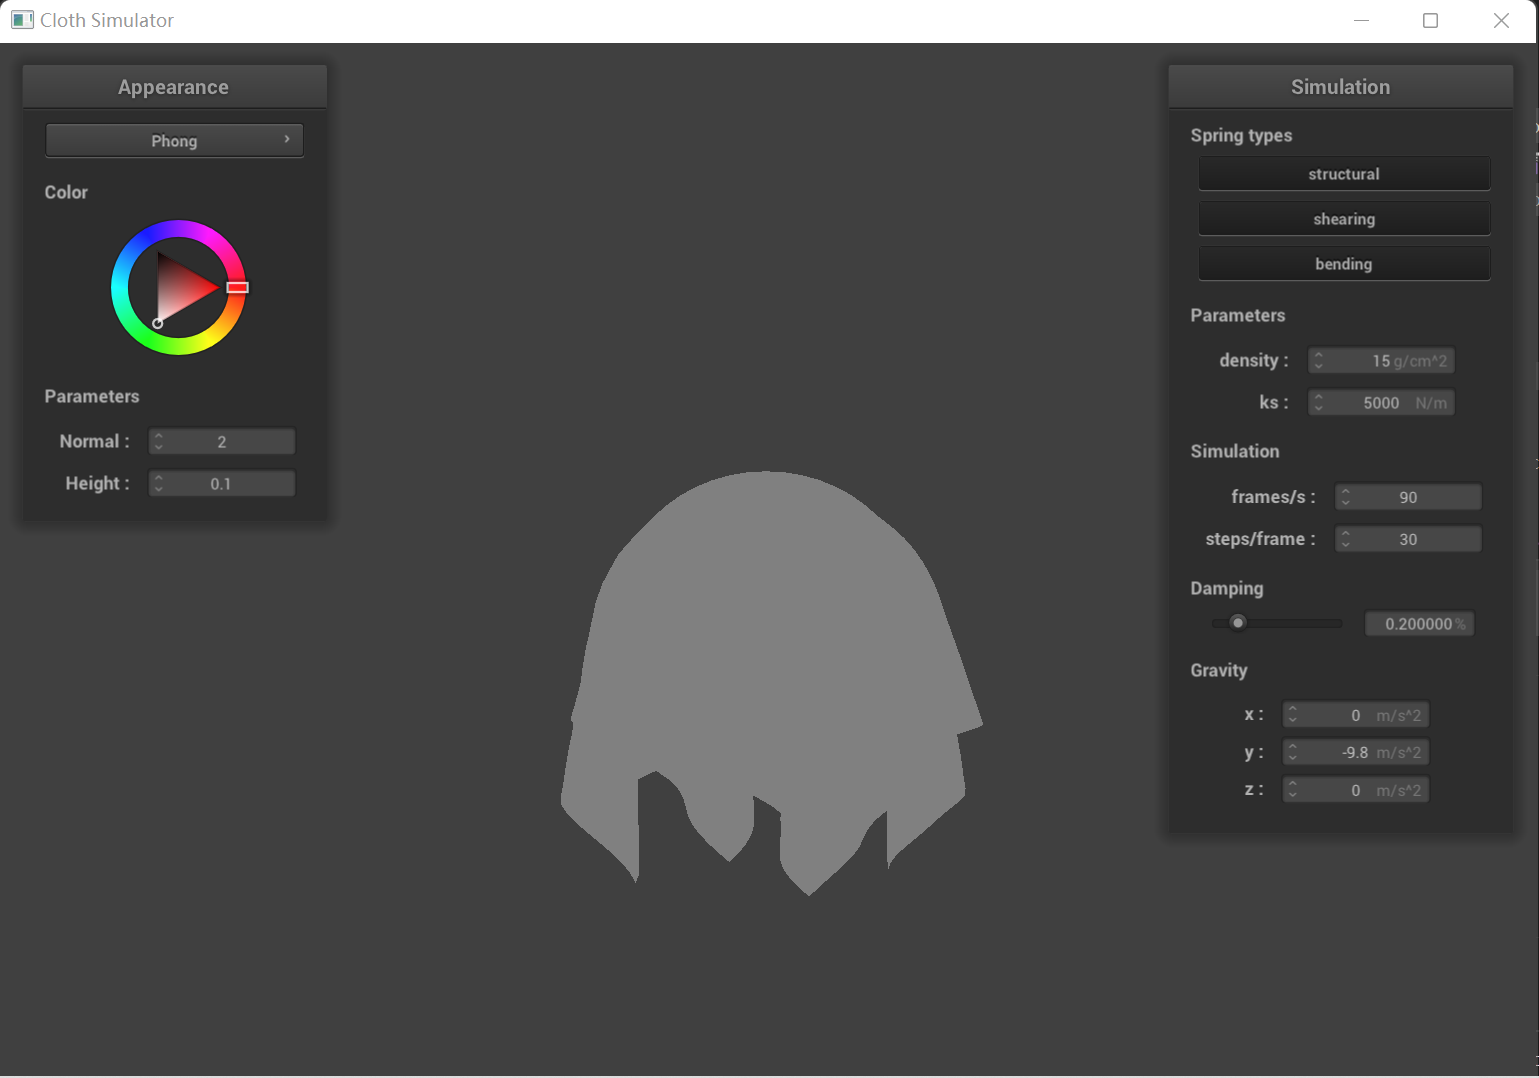 Cloth Simulator
Appearance
Phong
Color
Parameters
Normal : 2
Height : 0.1
Simulation
Spring types
structural
shearing
bending
Parameters
density : 15 g/cm^2
ks : 5000 N/m
Simulation
frames/s : 90
steps/frame : 30
Damping
0.200000 %
Gravity
x : 0 m/s^2
y : -9.8 m/s^2
z : 0 m/s^2